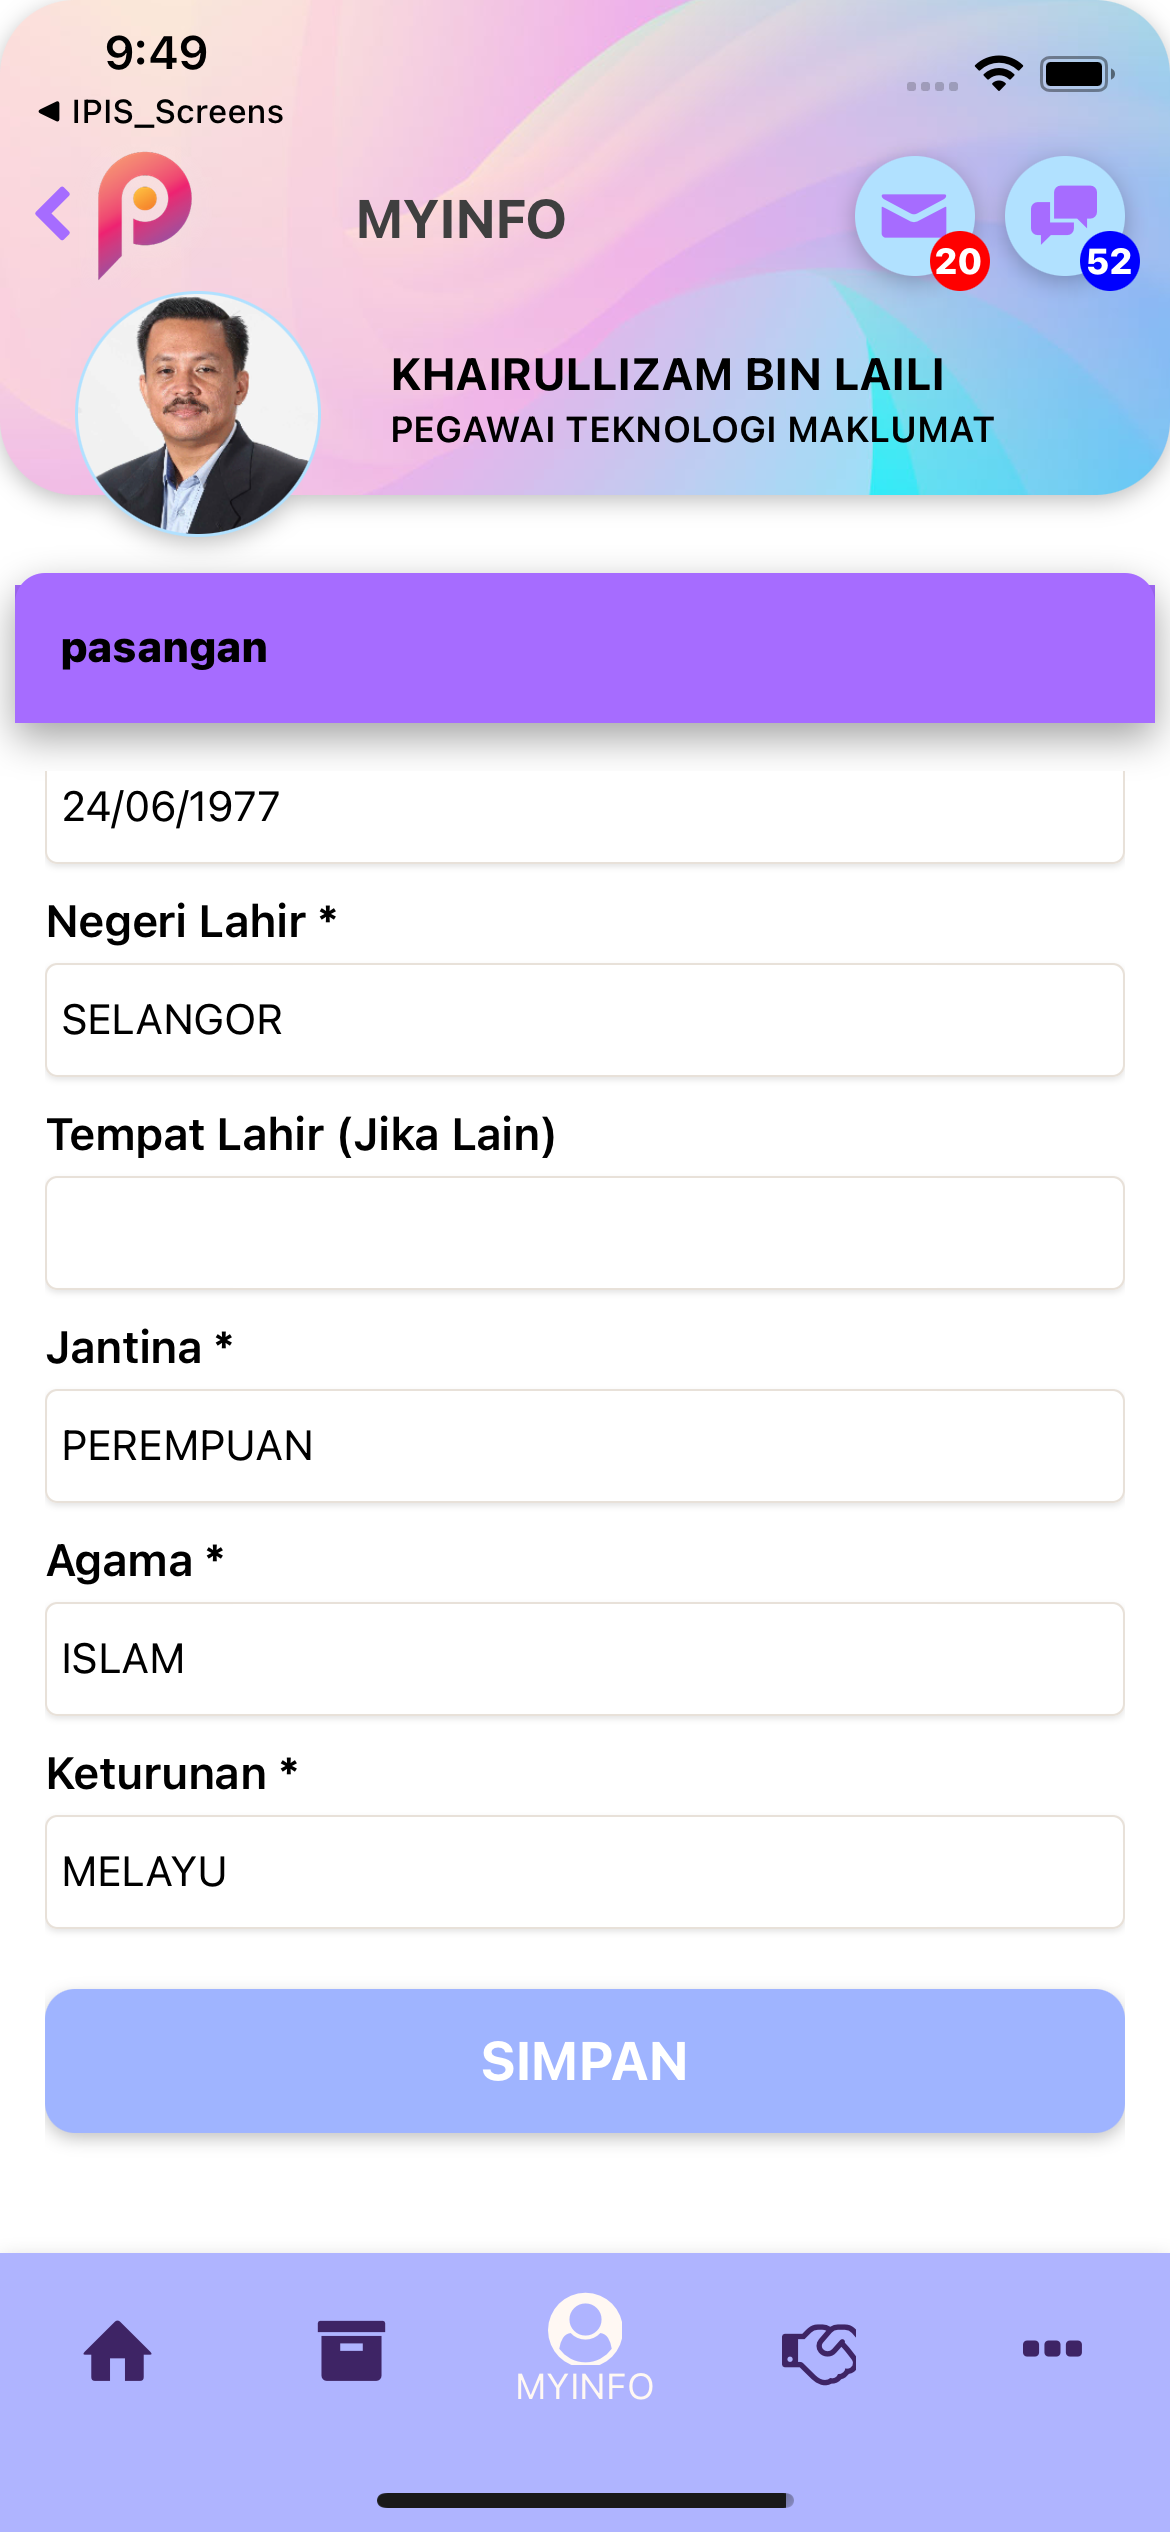 9:49
◀ IPIS_Screens
MYINFO
20
52
KHAIRULLIZAM BIN LAILI
PEGAWAI TEKNOLOGI MAKLUMAT
pasangan
24/06/1977
Negeri Lahir *
SELANGOR
Tempat Lahir (Jika Lain)
Jantina *
PEREMPUAN
Agama *
ISLAM
Keturunan *
MELAYU
SIMPAN
MYINFO